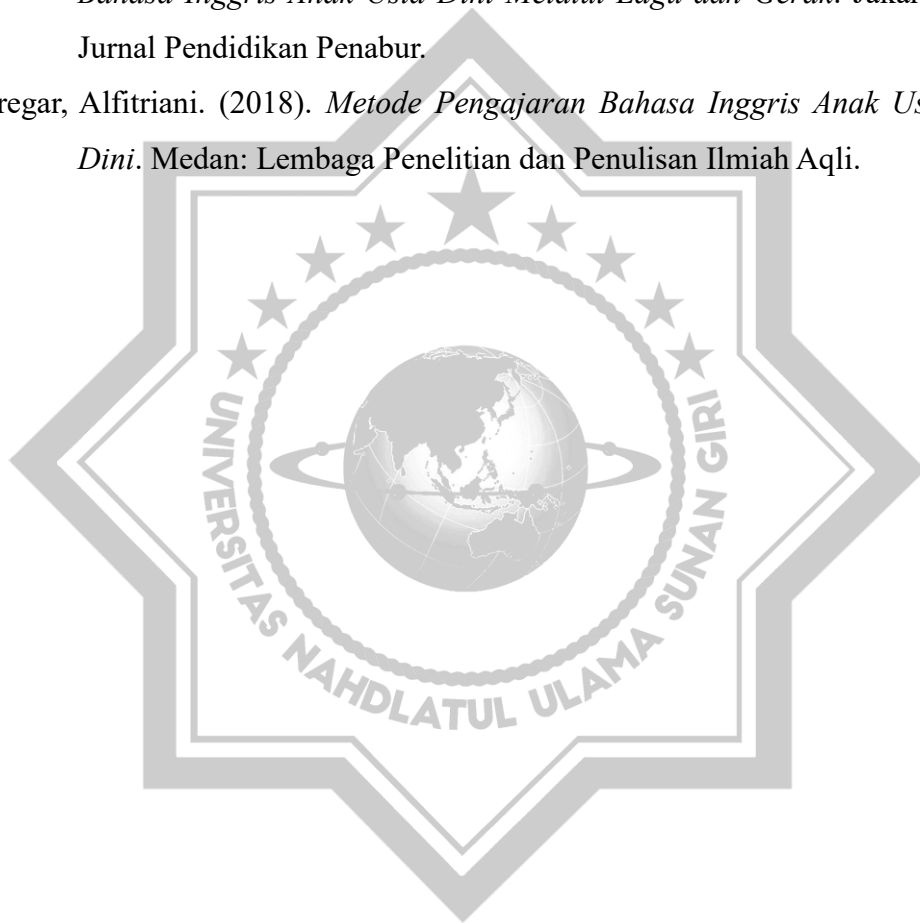 Bahasa Inggris Anak Usia Dini Melalui Lagu dan Gerak. Jakar
Jurnal Pendidikan Penabur.
regar, Alfitriani. (2018). Metode Pengajaran Bahasa Inggris Anak Us
Dini. Medan: Lembaga Penelitian dan Penulisan Ilmiah Aqli.
UNIVERSITAS NAHDLATUL ULAMA SUNAN GIRI